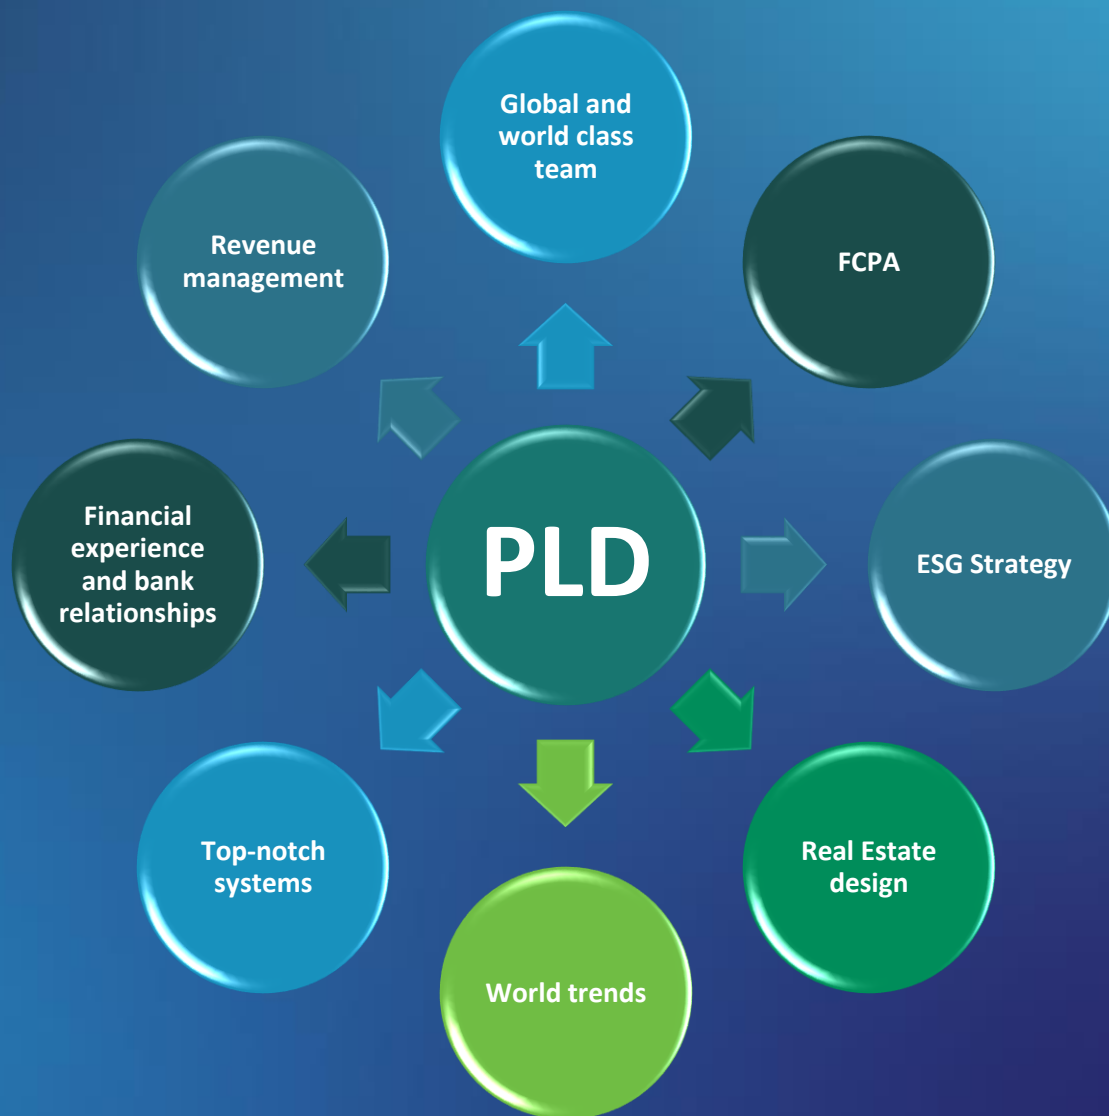 Global and
world class
team
FCPA
ESG Strategy
Real Estate
design
World trends
Top-notch
systems
Financial
experience
and bank
relationships
Revenue
management
PLD